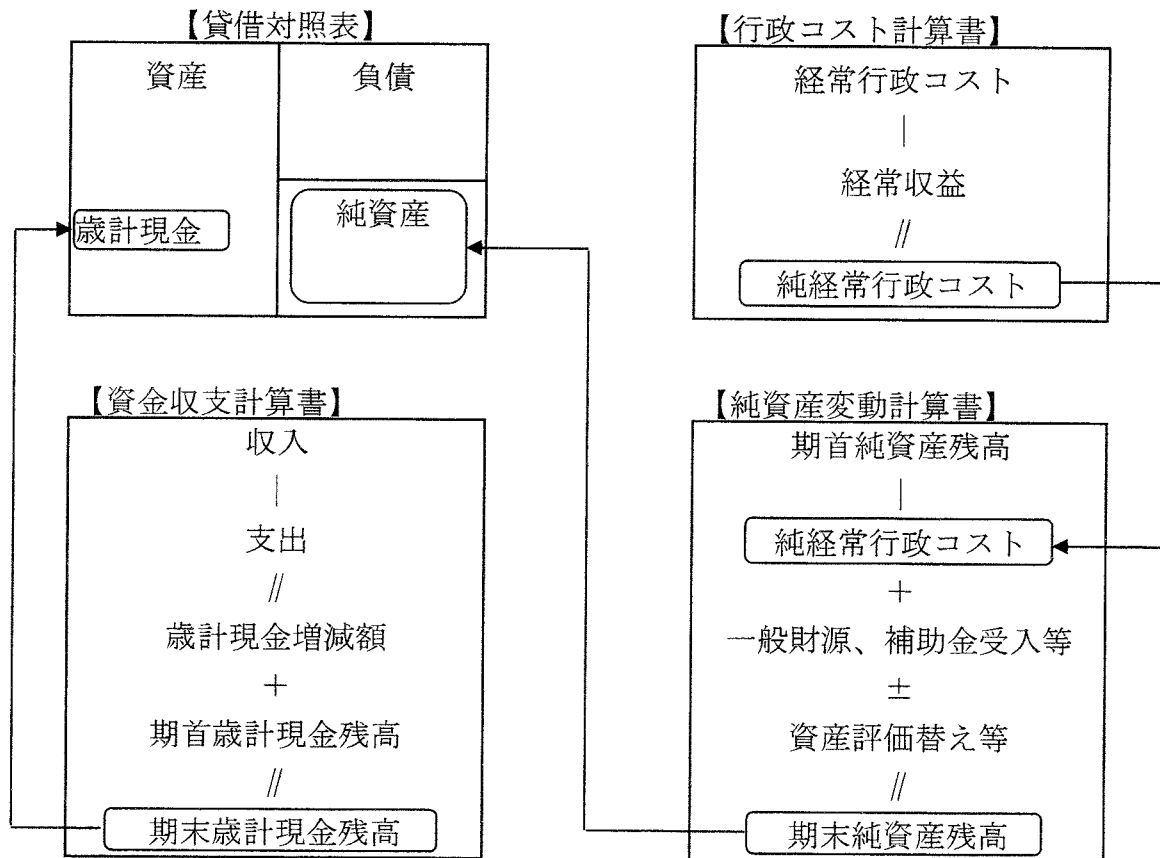 【貸借対照表】
資産
負債
歳計現金
純資産
【行政コスト計算書】
経常行政コスト
|
経常収益
//
純経常行政コスト
【資金収支計算書】
収入
|
支出
//
歳計現金増減額
+
期首歳計現金残高
//
期末歳計現金残高
【純資産変動計算書】
期首純資産残高
|
純経常行政コスト
+
一般財源、補助金受入等
±
資産評価替え等
//
期末純資産残高